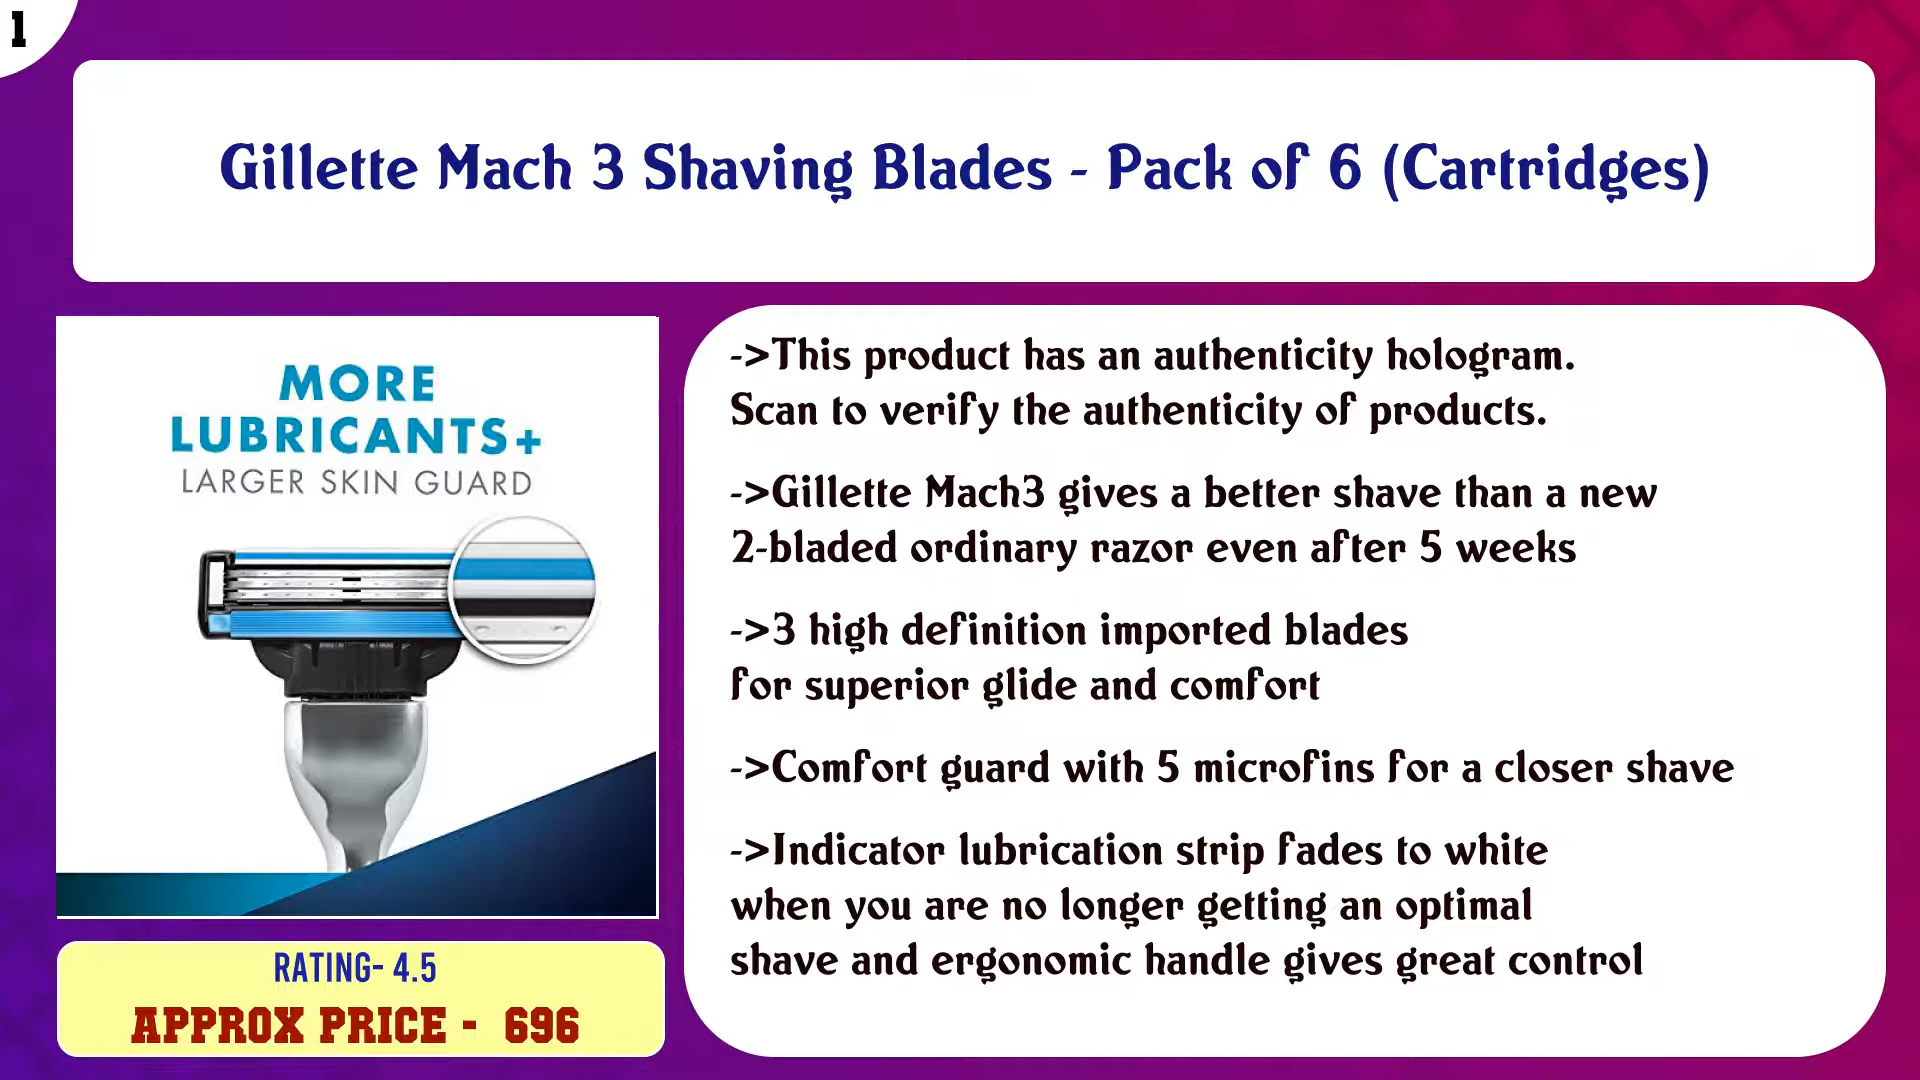 1
Gillette Mach 3 Shaving Blades - Pack of 6 (Cartridges)
MORE
LUBRICANTS+
LARGER SKIN GUARD
RATING- 4.5
APPROX PRICE - 696
->This product has an authenticity hologram.
Scan to verify the authenticity of products.
->Gillette Mach3 gives a better shave than a new
2-bladed ordinary razor even after 5 weeks
->3 high definition imported blades
for superior glide and comfort
->Comfort guard with 5 microfins for a closer shave
->Indicator lubrication strip fades to white
when you are no longer getting an optimal
shave and ergonomic handle gives great control